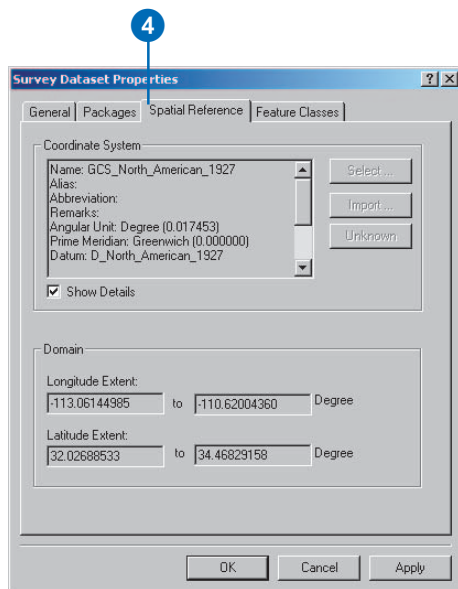 4
Survey Dataset Properties
General Packages Spatial Reference Feature Classes
Coordinate System
Name: GCS_North_American_1927
Alias:
Abbreviation:
Remarks:
Angular Unit: Degree (0.017453)
Prime Meridian: Greenwich (0.000000)
Datum: D_North_American_1927
Select ...
Import ...
Unknown
Show Details
Domain
Longitude Extent:
-113.06144985 to -110.62004360 Degree
Latitude Extent:
32.02688533 to 34.46829158 Degree
OK Cancel Apply